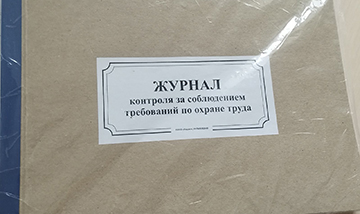 ЖУРНАЛ
контроля за соблюдением
требований по охране труда